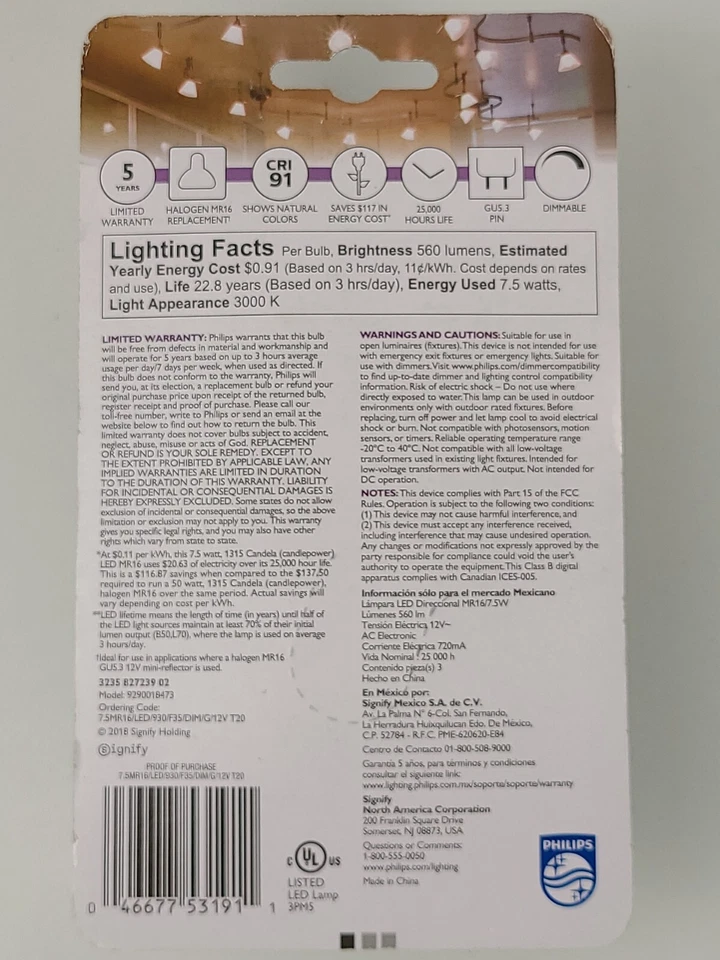 5
YEARS
LIMITED
WARRANTY
HALOGEN MR16
REPLACEMENT†
CRI
91
SHOWS NATURAL
COLORS
SAVES $117 IN
ENERGY COST*
25,000
HOURS LIFE
GU5.3
PIN
DIMMABLE
Lighting Facts Per Bulb, Brightness 560 lumens, Estimated
Yearly Energy Cost $0.91 (Based on 3 hrs/day, 11¢/kWh. Cost depends on rates
and use), Life 22.8 years (Based on 3 hrs/day), Energy Used 7.5 watts,
Light Appearance 3000 K
LIMITED WARRANTY: Philips warrants that this bulb
will be free from defects in material and workmanship and
will operate for 5 years based on up to 3 hours average
usage per day/7 days per week, when used as directed. If
this bulb does not conform to the warranty, Philips will
send you, at its election, a replacement bulb or refund your
original purchase price upon receipt of the returned bulb,
register receipt and proof of purchase. Please call our
toll-free number, write to Philips or send an email at the
website below to find out how to return the bulb. This
limited warranty does not cover bulbs subject to accident,
neglect, abuse, misuse or acts of God. REPLACEMENT
OR REFUND IS YOUR SOLE REMEDY. EXCEPT TO
THE EXTENT PROHIBITED BY APPLICABLE LAW, ANY
IMPLIED WARRANTIES ARE LIMITED IN DURATION
TO THE DURATION OF THIS WARRANTY. LIABILITY
FOR INCIDENTAL OR CONSEQUENTIAL DAMAGES IS
HEREBY EXPRESSLY EXCLUDED. Some states do not allow
exclusion of incidental or consequential damages, so the above
limitation or exclusion may not apply to you. This warranty
gives you specific legal rights, and you may also have other
rights which vary from state to state.
*At $0.11 per kWh, this 7.5 watt, 1315 Candela (candlepower)
LED MR16 uses $20.63 of electricity over its 25,000 hour life.
This is a $116.87 savings when compared to the $137.50
required to run a 50 watt, 1315 Candela (candlepower),
halogen MR16 over the same period. Actual savings will
vary depending on cost per kWh.
**LED lifetime means the length of time (in years) until half of
the LED light sources maintain at least 70% of their initial
lumen output (B50,L70), where the lamp is used on average
3 hours/day.
†Ideal for use in applications where a halogen MR16
GU5.3 12V mini-reflector is used.
3235 827239 02
Model: 9290018473
Ordering Code:
7.5MR16/LED/930/F35/DIM/G/12V T20
© 2018 Signify Holding
Signify
PROOF OF PURCHASE
7.5MR16/LED/930/F35/DIM/G/12V T20
0 46677 53191 1
WARNINGS AND CAUTIONS: Suitable for use in
open luminaires (fixtures). This device is not intended for use
with emergency exit fixtures or emergency lights. Suitable for
use with dimmers. Visit www.philips.com/dimmercompatibility
to find up-to-date dimmer and lighting control compatibility
information. Risk of electric shock – Do not use where
directly exposed to water. This lamp can be used in outdoor
environments only with outdoor rated fixtures. Before
replacing, turn off power and let lamp cool to avoid electrical
shock or burn. Not compatible with photosensors, motion
sensors, or timers. Reliable operating temperature range
-20°C to 40°C. Not compatible with all low-voltage
transformers used in existing light fixtures. Intended for
low-voltage transformers with AC output. Not intended for
DC operation.
NOTES: This device complies with Part 15 of the FCC
Rules. Operation is subject to the following two conditions:
(1) This device may not cause harmful interference, and
(2) This device must accept any interference received,
including interference that may cause undesired operation.
Any changes or modifications not expressly approved by the
party responsible for compliance could void the user's
authority to operate the equipment. This Class B digital
apparatus complies with Canadian ICES-005.
Información sólo para el mercado Mexicano
Lámpara LED Direccional MR16/7.5W
Lúmenes 560 lm
Tensión Eléctrica 12V~
AC Electronic
Corriente Eléctrica 720mA
Vida Nominal : 25 000 h
Contenido pieza(s) 3
Hecho en China
En México por:
Signify Mexico S.A. de C.V.
Av. La Palma N° 6-Col. San Fernando,
La Herradura Huixquilucan Edo. De México,
C.P. 52784 - R.F.C. PME-620620-E84
Centro de Contacto 01-800-508-9000
Garantía 5 años, para términos y condiciones
consultar el siguiente link:
www.lighting.philips.com.mx/soporte/soporte/warranty
Signify
North America Corporation
200 Franklin Square Drive
Somerset, NJ 08873, USA
Questions or Comments:
1-800-555-0050
www.philips.com/lighting
Made in China
C UL US
LISTED
LED Lamp
3PM5
PHILIPS